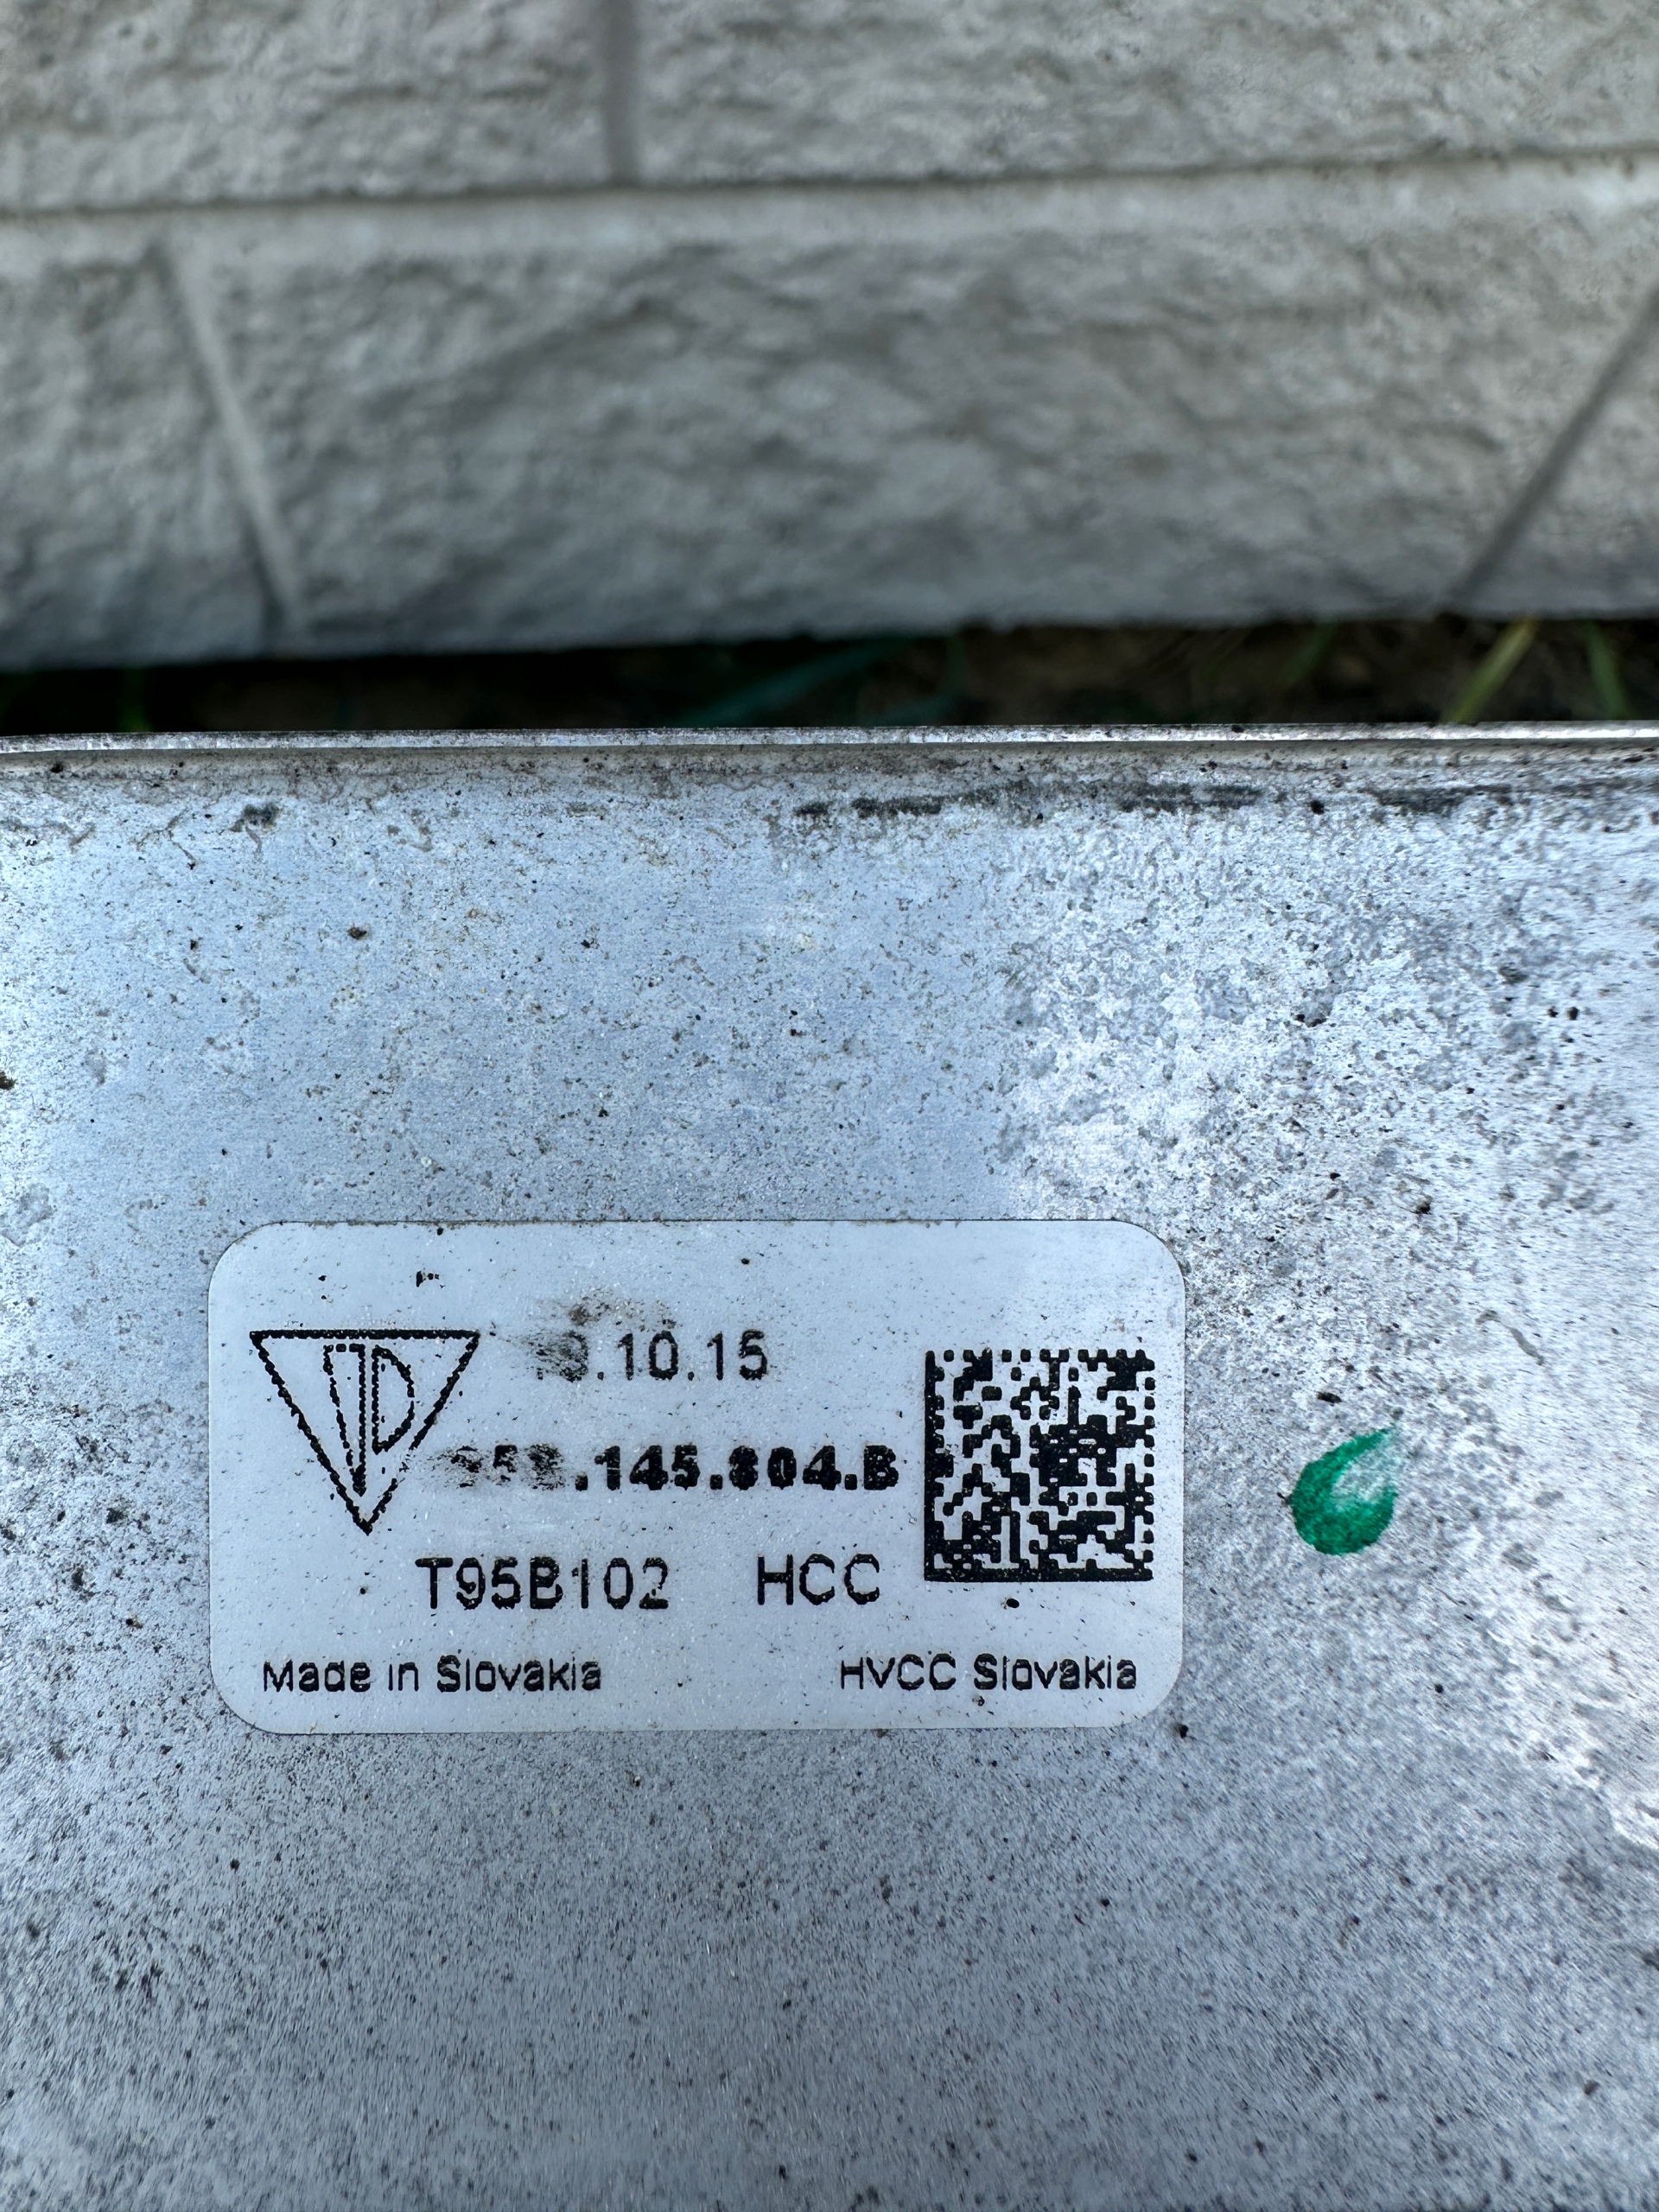 .10.15
.145.804.B
T95B102 HCC
Made in Slovakia
HVCC Slovakia